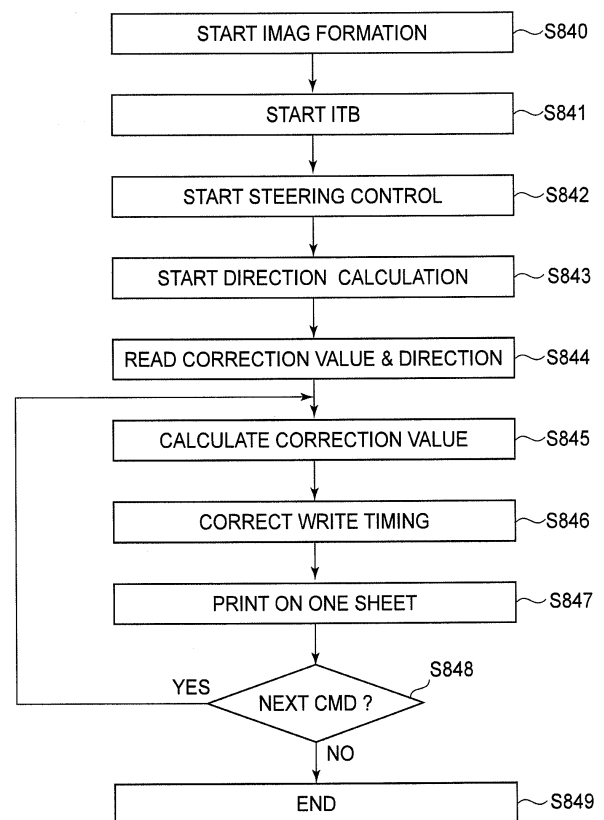 START IMAG FORMATION S840
START ITB S841
START STEERING CONTROL S842
START DIRECTION CALCULATION S843
READ CORRECTION VALUE & DIRECTION S844
CALCULATE CORRECTION VALUE S845
CORRECT WRITE TIMING S846
PRINT ON ONE SHEET S847
S848
YES
NEXT CMD ?
NO
END S849